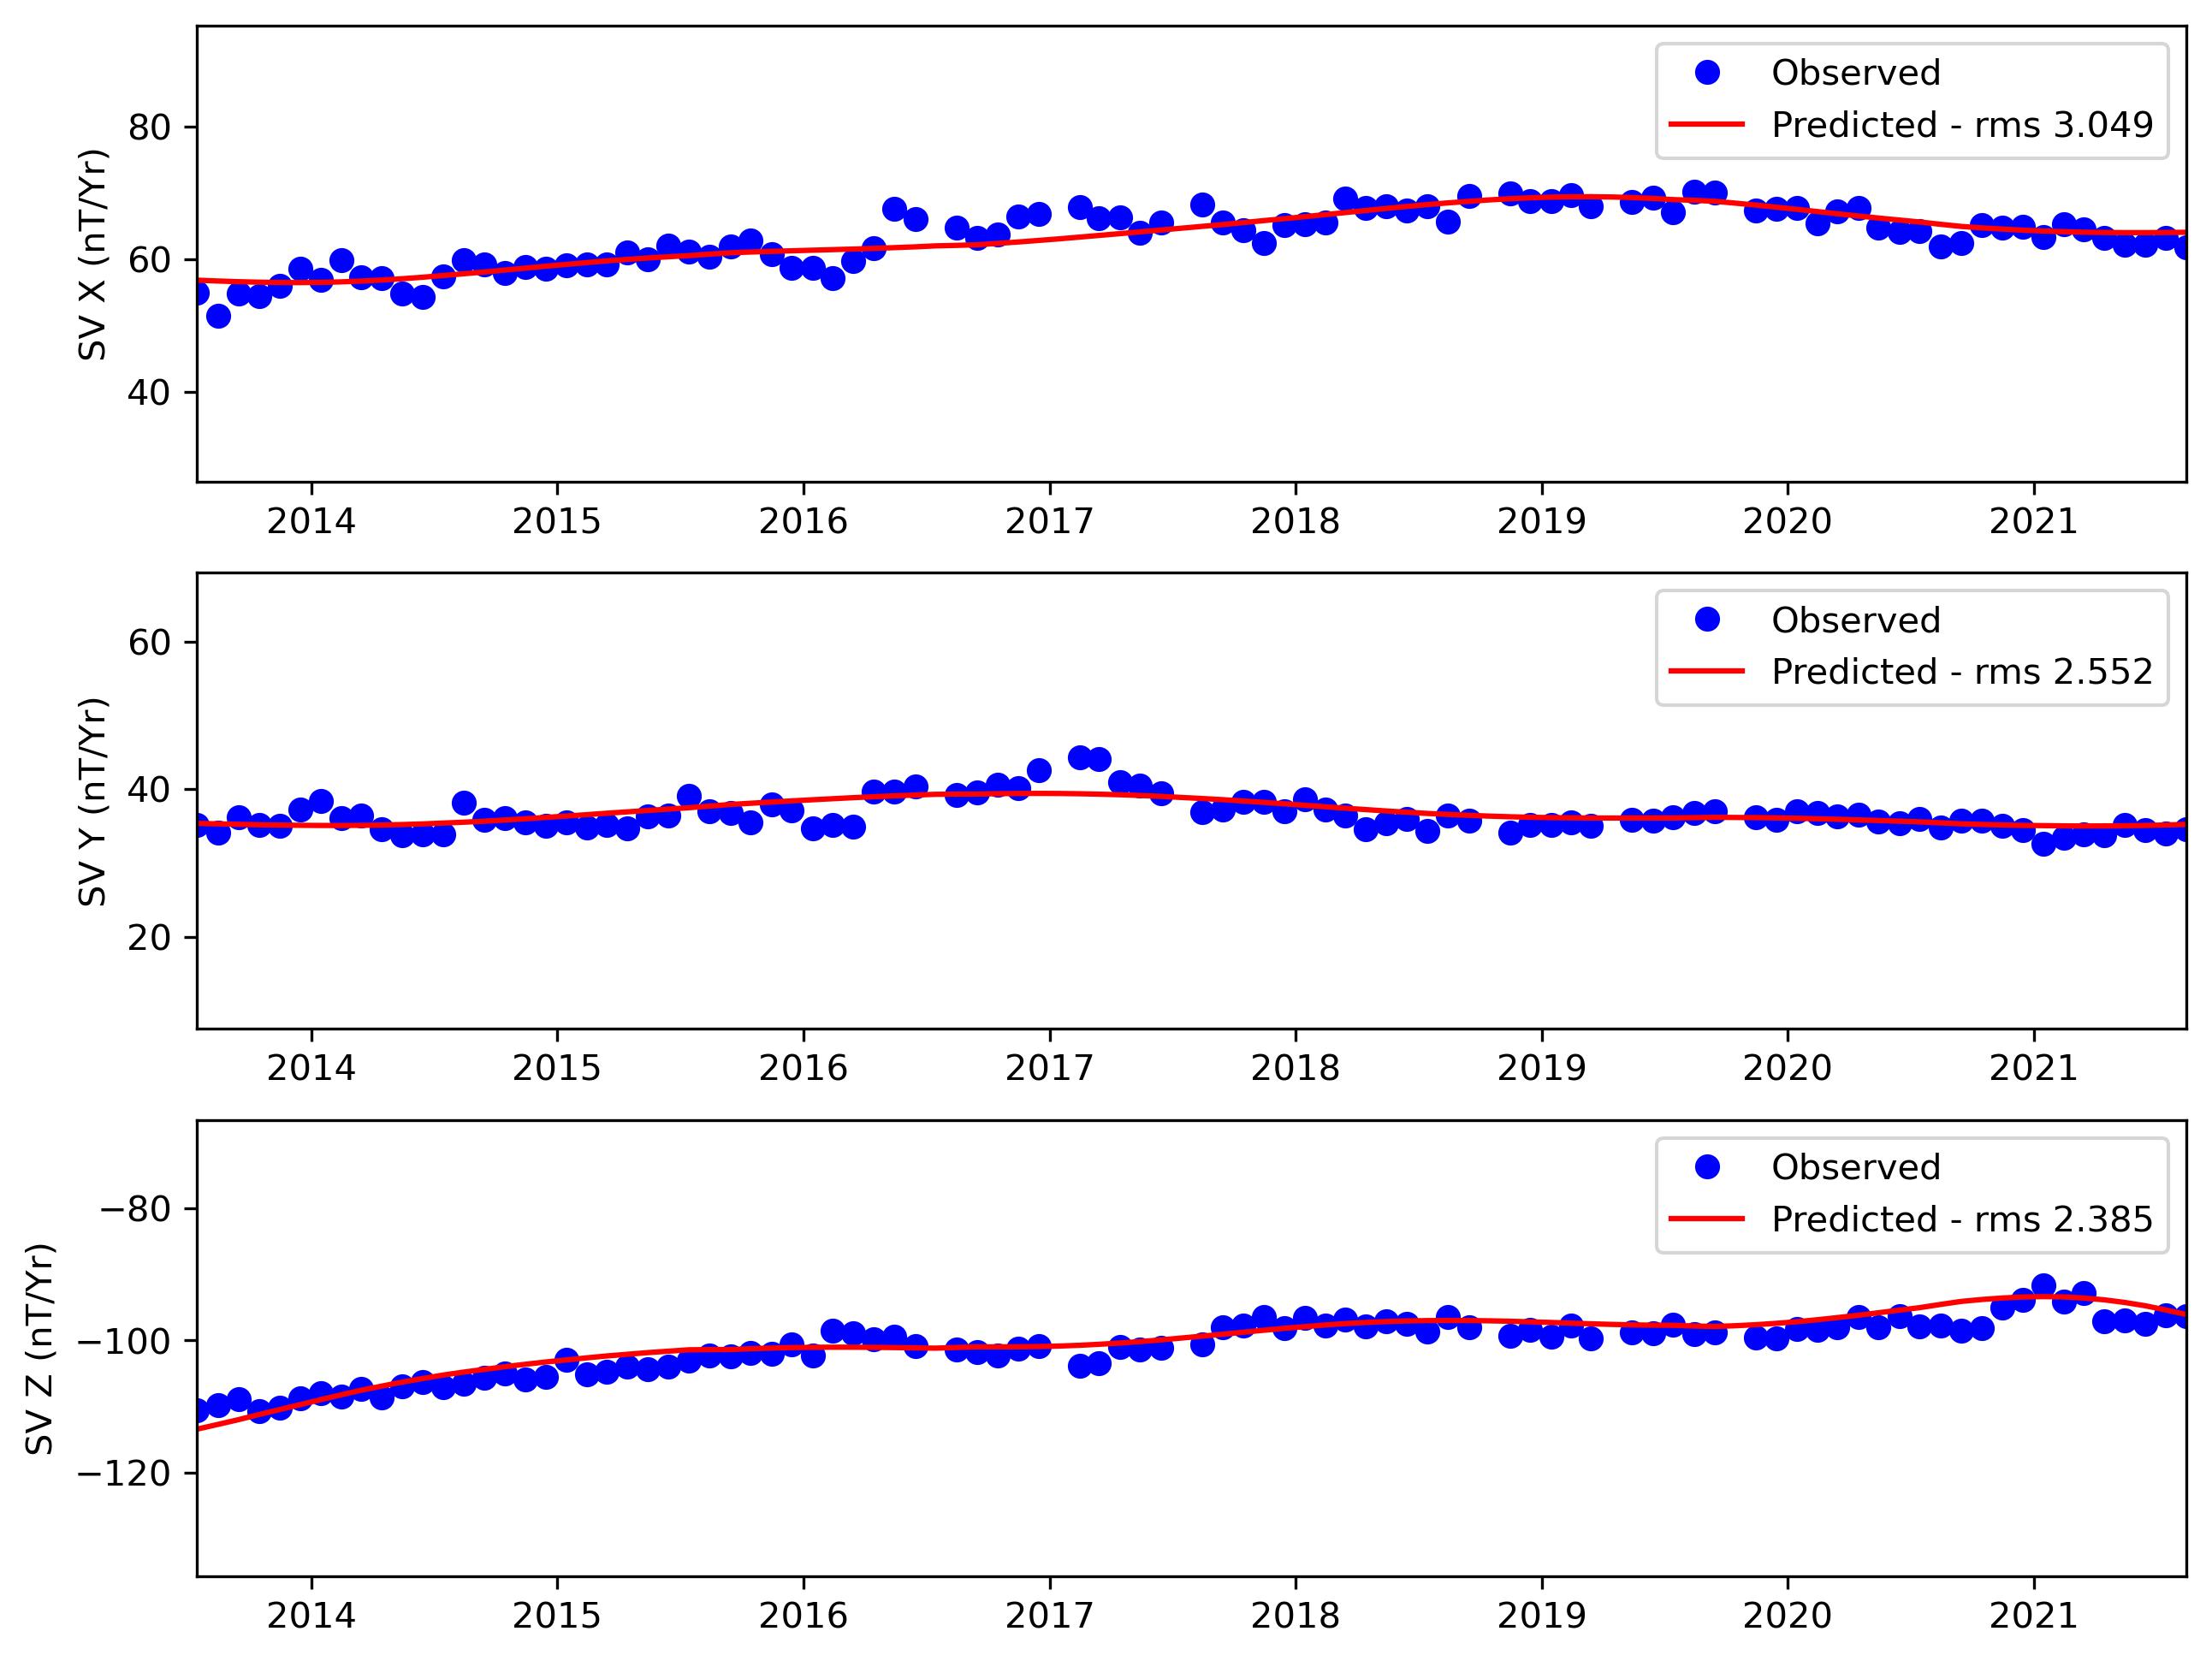 Observed
Predicted - rms 3.049
80
60
40
SV X (nT/Yr)
2014 2015 2016 2017 2018 2019 2020 2021
Observed
Predicted - rms 2.552
60
40
20
SV Y (nT/Yr)
2014 2015 2016 2017 2018 2019 2020 2021
Observed
Predicted - rms 2.385
−80
−100
−120
SV Z (nT/Yr)
2014 2015 2016 2017 2018 2019 2020 2021